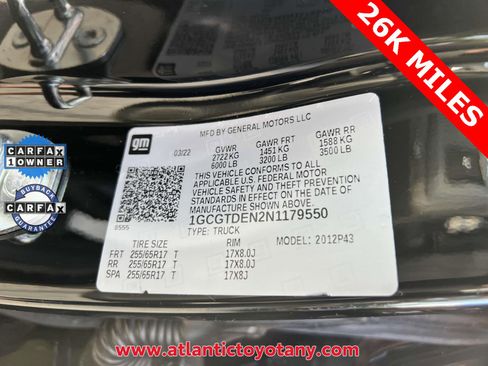 26K MILES
gm
MFD BY GENERAL MOTORS LLC
03/22 GVWR GAWR FRT GAWR RR
2722KG 1451 KG 1588 KG
6000 LB 3200 LB 3500 LB
THIS VEHICLE CONFORMS TO ALL
APPLICABLE U.S. FEDERAL MOTOR
VEHICLE SAFETY AND THEFT PREVENTION
STANDARDS IN EFFECT ON THE DATE OF
MANUFACTURE SHOWN ABOVE.
1GCGTDEN2N1179550
TYPE: TRUCK
TIRE SIZE RIM MODEL: 2012P43
FRT 255/65R17 T 17X8.0J
RR 255/65R17 T 17X8.0J
SPA 255/65R17 T 17X8J
CARFAX
1 OWNER
BUYBACK
CARFAX
GUARANTEE
www.atlantictoyotany.com